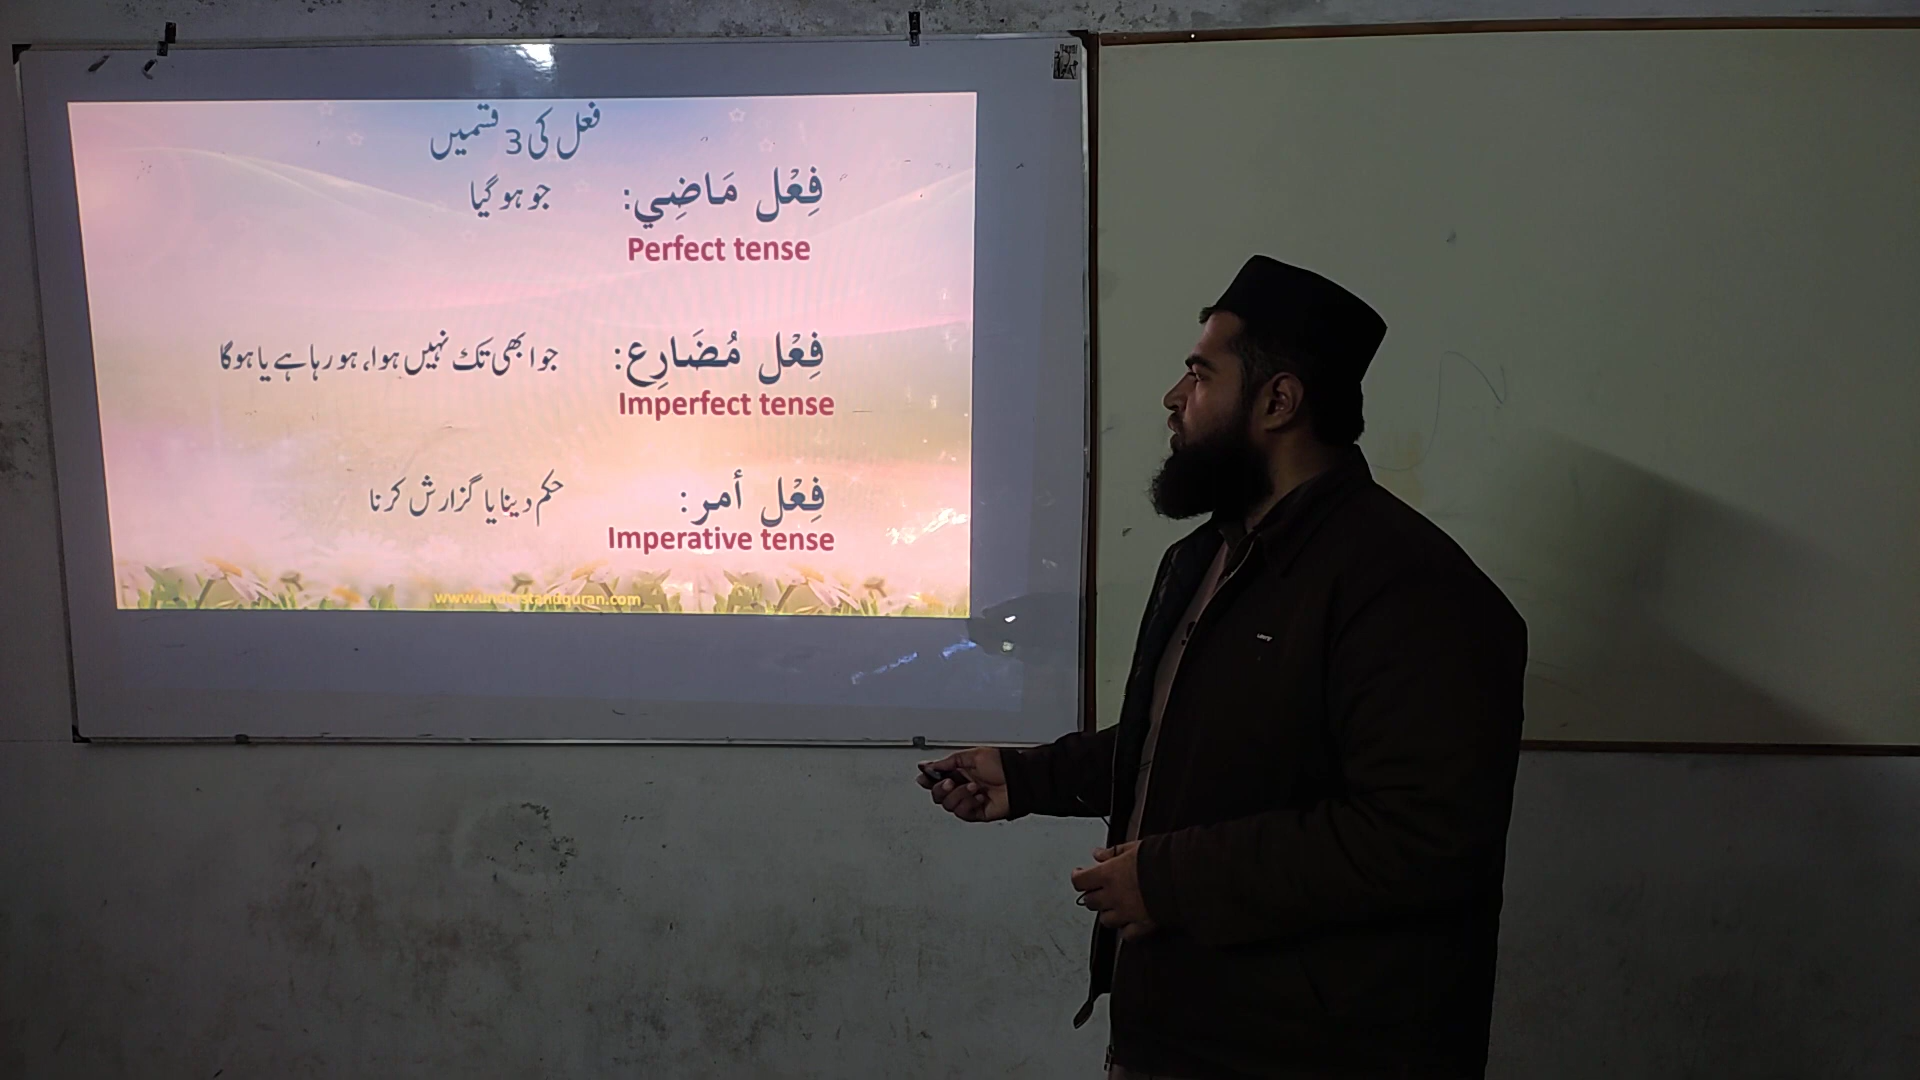 فعل کی 3 قسمیں
فِعْل مَاضِي: جو ہو گیا
Perfect tense
فِعْل مُضَارِع: جو ابھی تک نہیں ہوا، ہو رہا ہے یا ہوگا
Imperfect tense
فِعْل أمر: حکم دینا یا گزارش کرنا
Imperative tense
www.understandquran.com